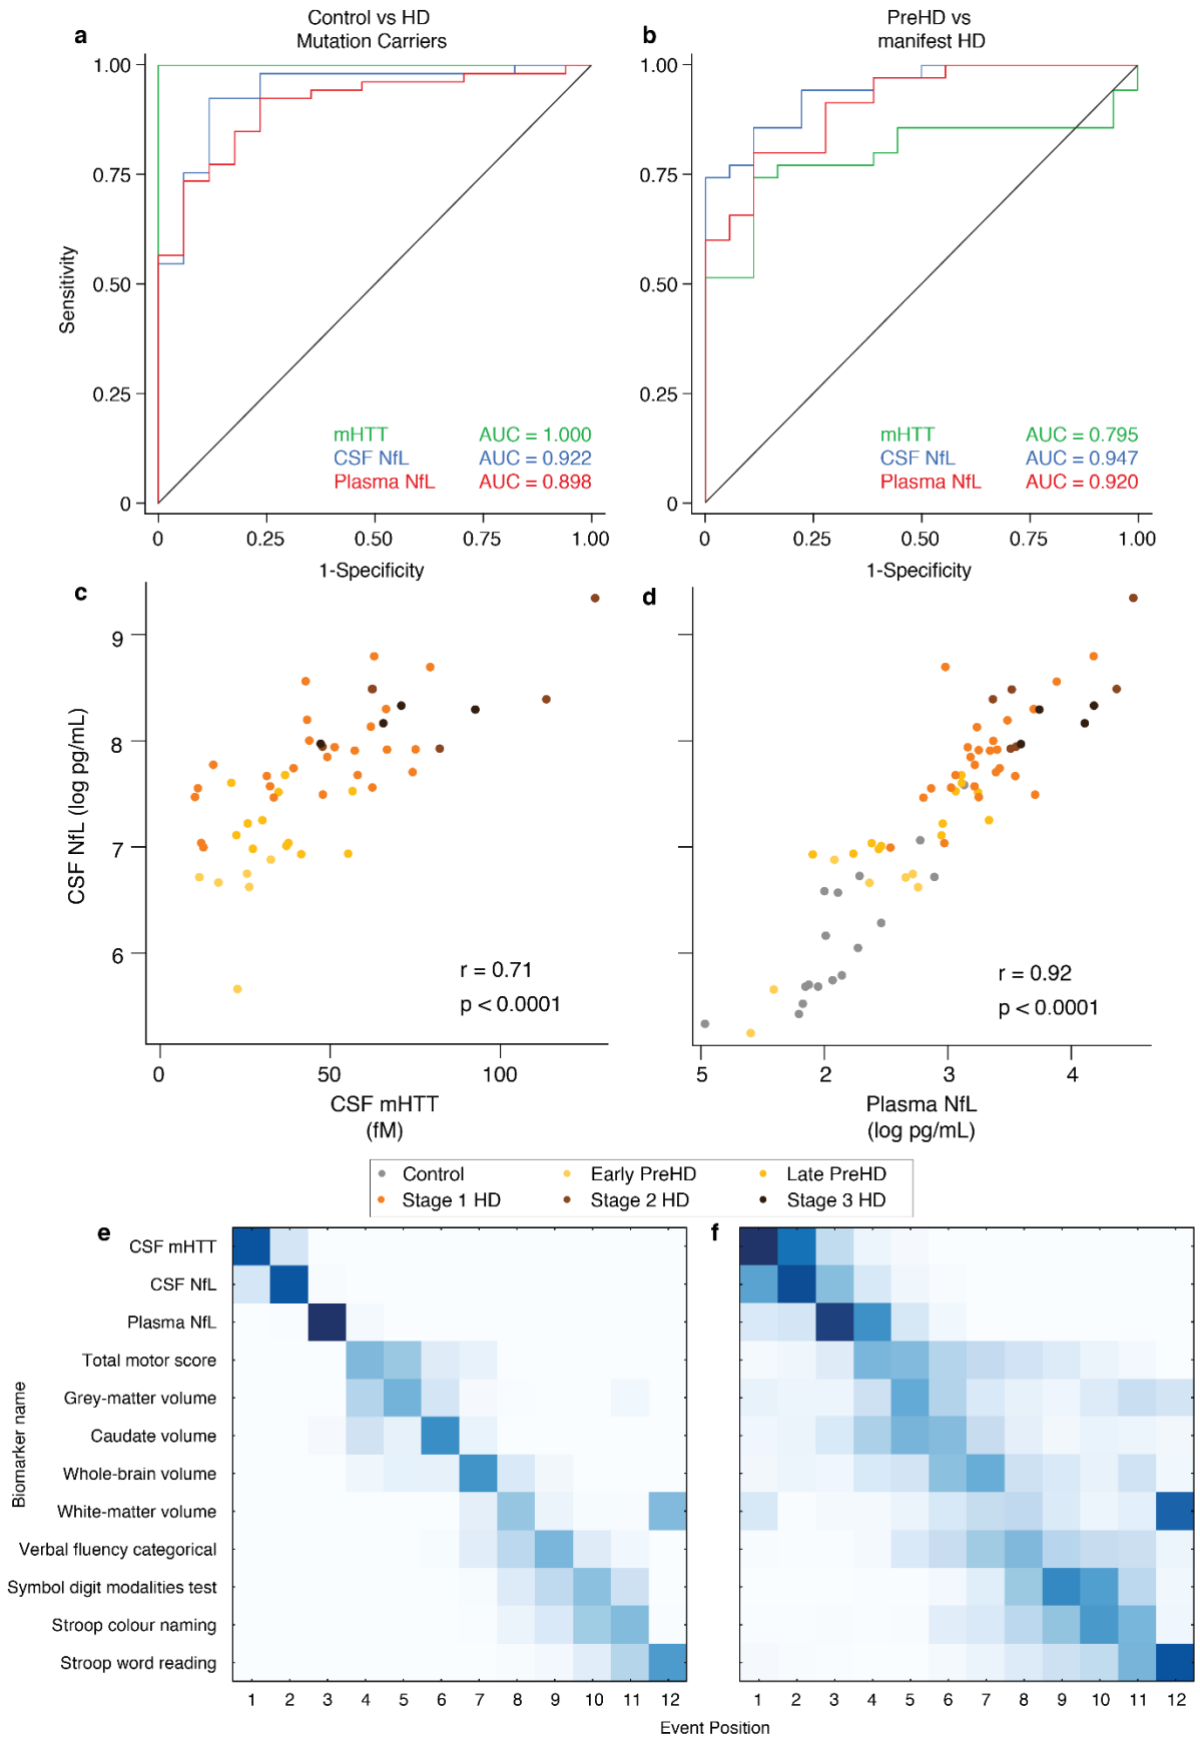 a
Control vs HD
Mutation Carriers
1.00
0.75
0.50
0.25
0
Sensitivity
mHTT AUC = 1.000
CSF NfL AUC = 0.922
Plasma NfL AUC = 0.898
0 0.25 0.50 0.75 1.00
1-Specificity
b
PreHD vs
manifest HD
1.00
0.75
0.50
0.25
0
mHTT AUC = 0.795
CSF NfL AUC = 0.947
Plasma NfL AUC = 0.920
0 0.25 0.50 0.75 1.00
1-Specificity
c
9
8
7
6
CSF NfL (log pg/mL)
r = 0.71
p < 0.0001
0 50 100
CSF mHTT
(fM)
d
r = 0.92
p < 0.0001
5 2 3 4
Plasma NfL
(log pg/mL)
Control Early PreHD Late PreHD
Stage 1 HD Stage 2 HD Stage 3 HD
e
Biomarker name
CSF mHTT
CSF NfL
Plasma NfL
Total motor score
Grey-matter volume
Caudate volume
Whole-brain volume
White-matter volume
Verbal fluency categorical
Symbol digit modalities test
Stroop colour naming
Stroop word reading
1 2 3 4 5 6 7 8 9 10 11 12
f
1 2 3 4 5 6 7 8 9 10 11 12
Event Position